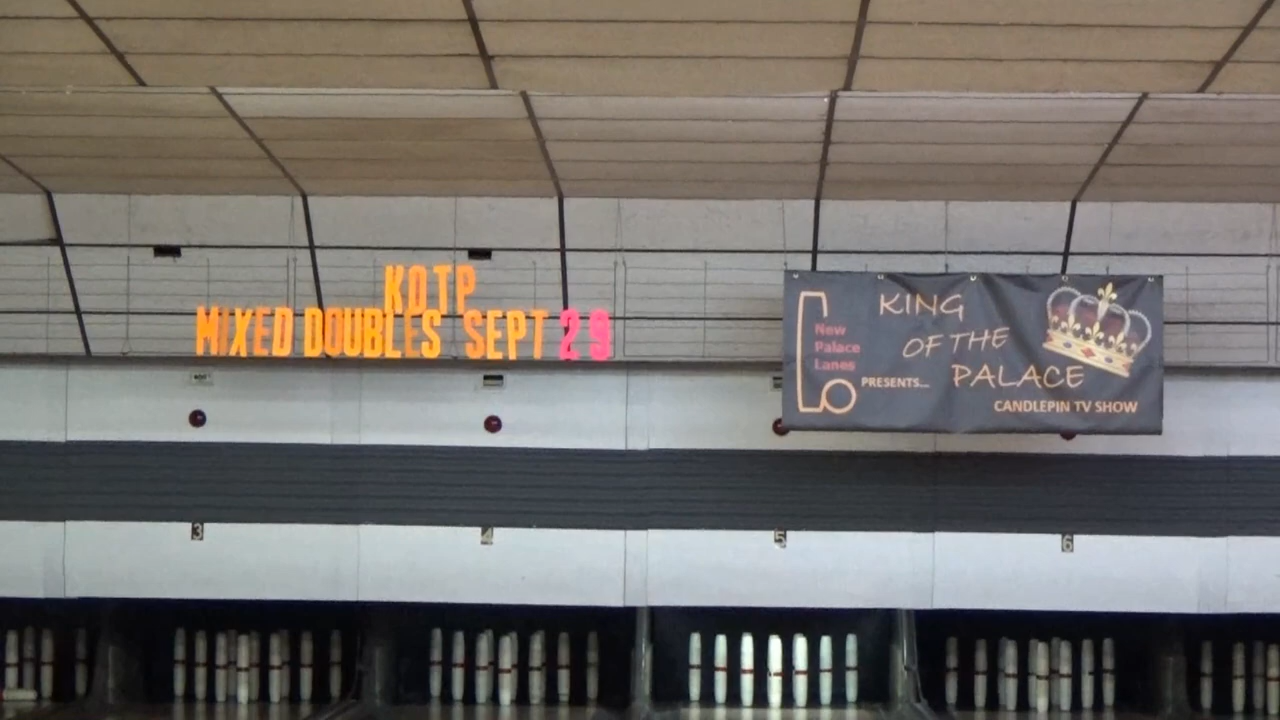 KOTP
MIXED DOUBLES SEPT 29
New
Palace
Lanes
PRESENTS...
KING
OF THE
PALACE
CANDLEPIN TV SHOW
3
4
5
6